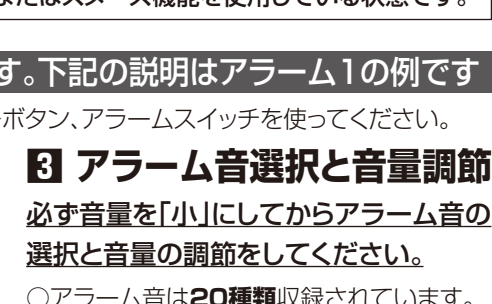 またはスヌーズ機能を使用している状態です。
す。下記の説明はアラーム1の例です
ボタン、アラームスイッチを使ってください。
3 アラーム音選択と音量調節
必ず音量を「小」にしてからアラーム音の
選択と音量の調節をしてください。
○アラーム音は20種類収録されています。